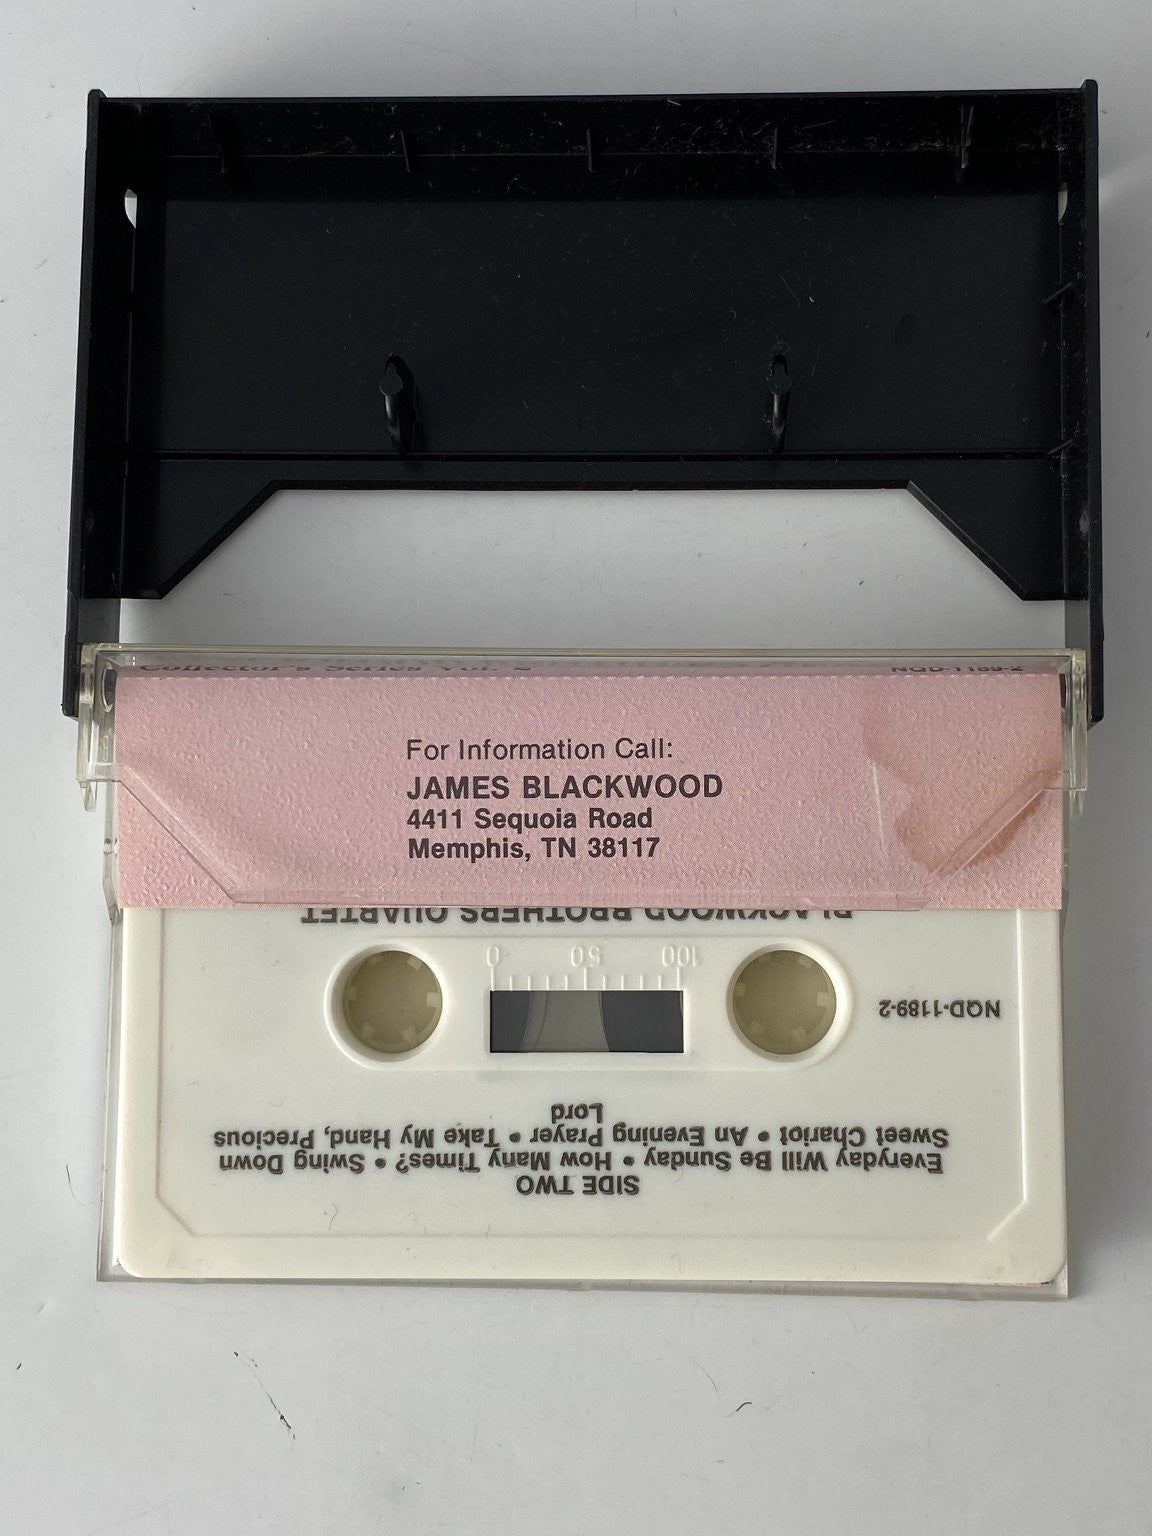 Collector's Series Vol. 2 NQD-1189-2
For Information Call:
JAMES BLACKWOOD
4411 Sequoia Road
Memphis, TN 38117
SIDE TWO
Everyday Will Be Sunday • How Many Times? • Swing Down
Sweet Chariot • An Evening Prayer • Take My Hand, Precious
Lord
NQD-1189-2
0 50 100
BLACKWOOD BROTHERS QUARTET